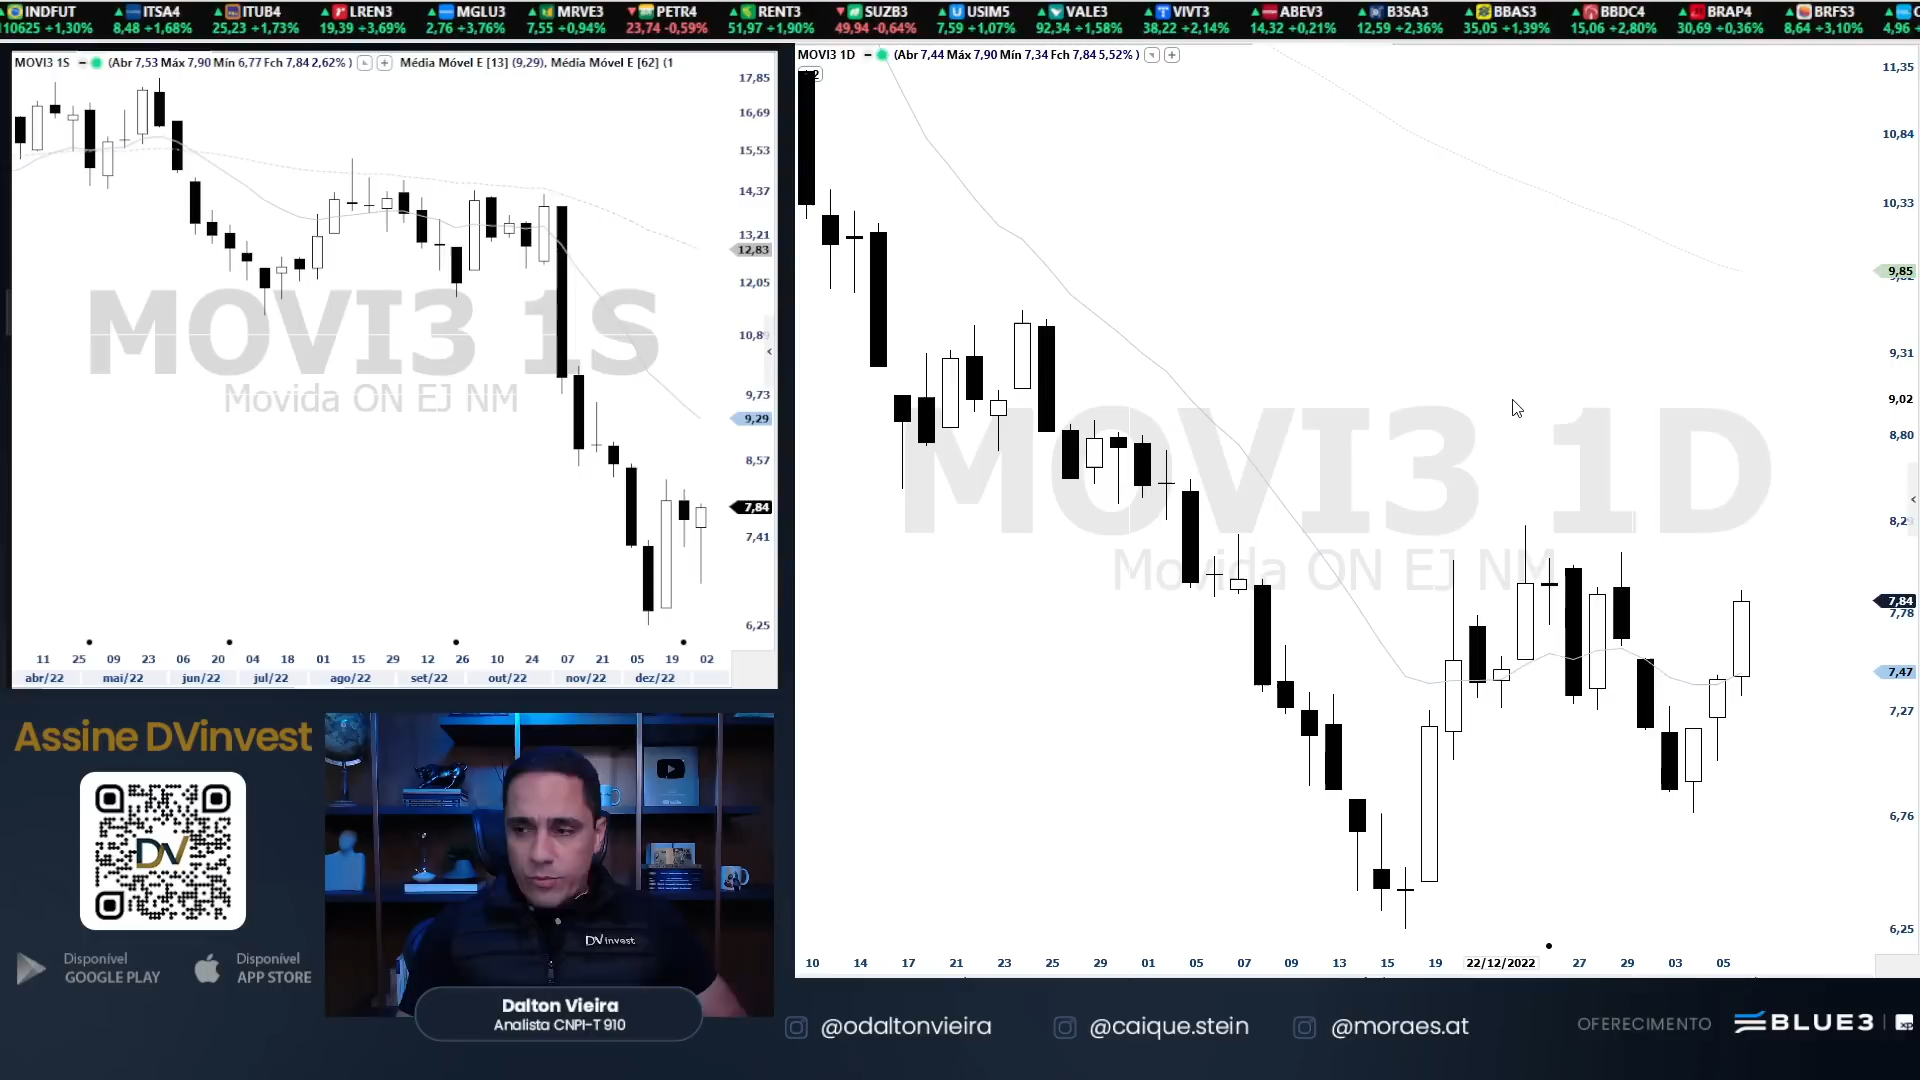 INDFUT ITSA4 ITUB4 LREN3 MGLU3 MRVE3 PETR4 RENT3 SUZB3 USIM5 VALE3 VIVT3 ABEV3 B3SA3 BBAS3 BBDC4 BRAP4 BRFS3
110625 +1,30% 8,48 +1,68% 25,23 +1,73% 19,39 +3,69% 2,76 +3,76% 7,55 +0,94% 23,74 -0,59% 51,97 +1,90% 49,94 -0,64% 7,59 +1,07% 92,34 +1,58% 38,22 +2,14% 14,32 +0,21% 12,59 +2,36% 35,05 +1,39% 15,06 +2,80% 30,69 +0,36% 8,64 +3,10% 4,96 +
MOVI3 1S (Abr 7,53 Máx 7,90 Mín 6,77 Fch 7,84 2,62% ) Média Móvel E [13] (9,29), Média Móvel E [62] (1
17,85
16,69
15,53
14,37
13,21
12,83
12,05
10,89
9,73
9,29
8,57
7,84
7,41
6,25
MOVI3 1S
Movida ON EJ NM
11 25 09 23 06 20 04 18 01 15 29 12 26 10 24 07 21 05 19 02
abr/22 mai/22 jun/22 jul/22 ago/22 set/22 out/22 nov/22 dez/22
MOVI3 1D (Abr 7,44 Máx 7,90 Mín 7,34 Fch 7,84 5,52% )
11,35
10,84
10,33
9,85
9,31
9,02
8,80
7,84
7,78
7,47
7,27
6,76
6,25
MOVI3 1D
Movida ON EJ NM
10 14 17 21 23 25 29 01 05 07 09 13 15 19 22/12/2022 27 29 03 05
Assine DVinvest
DV
Disponível
GOOGLE PLAY
Disponível
APP STORE
DVinvest
Dalton Vieira
Analista CNPI-T 910
@odaltonvieira
@caique.stein
@moraes.at
OFERECIMENTO
BLUE3
xp